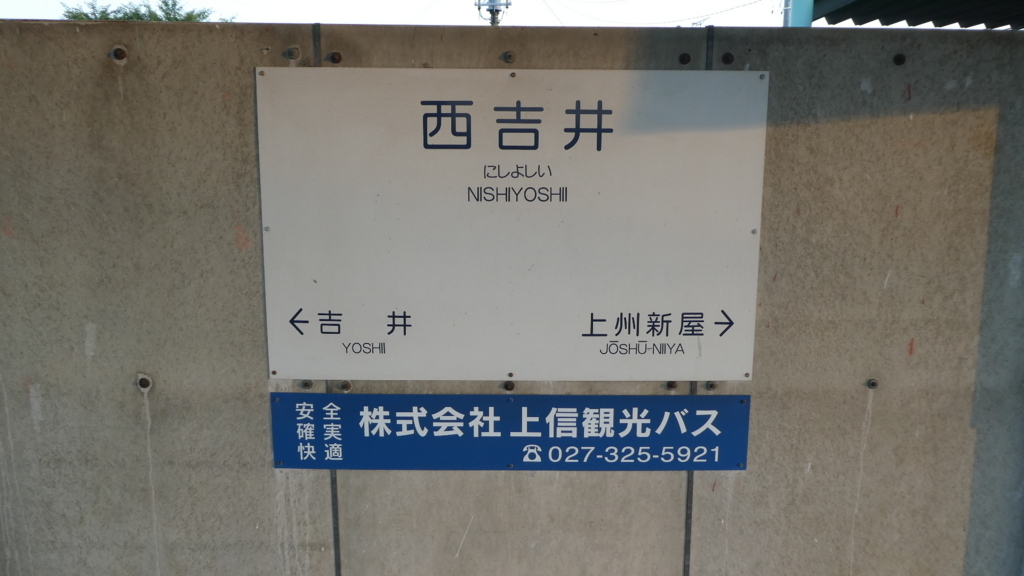 西吉井
にしよしい
NISHIYOSHII
←吉 井
YOSHII
上州新屋→
JŌSHŪ-NIIYA
安全
確実
快適
株式会社 上信観光バス
☎027-325-5921